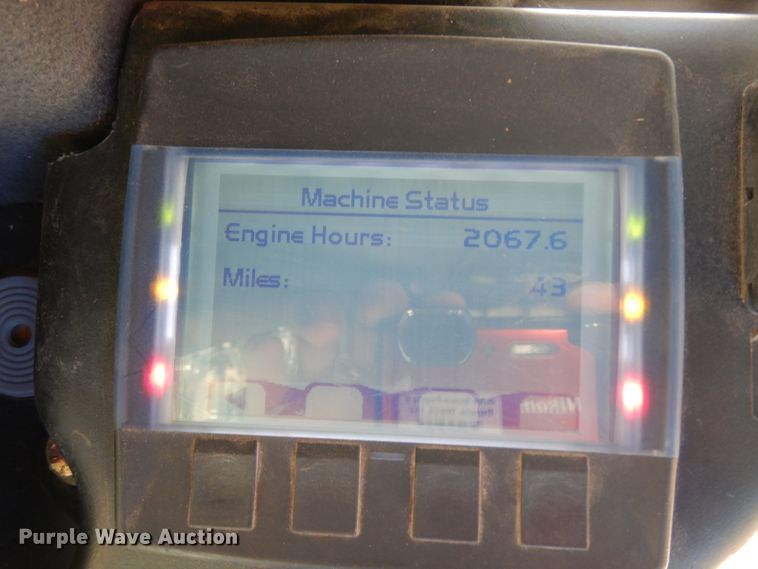 Machine Status
Engine Hours: 2067.6
Miles: 43
Nikon
Purple Wave Auction